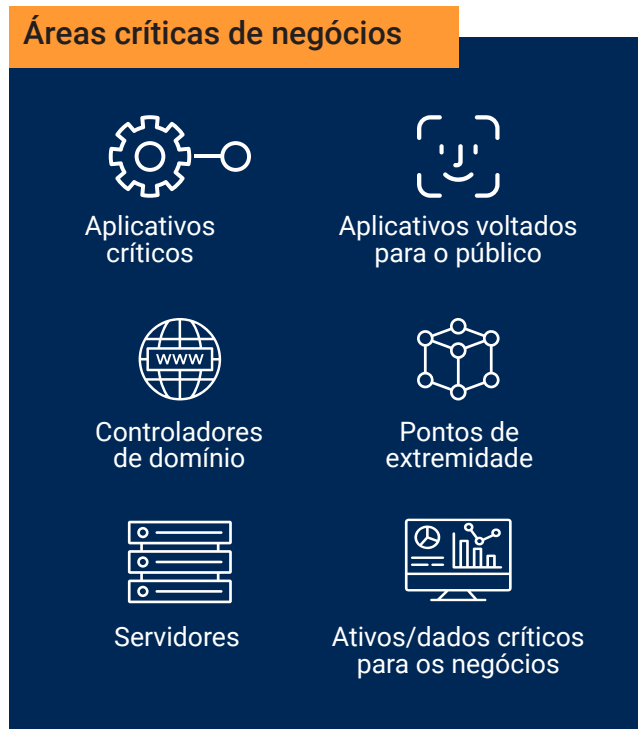 Áreas críticas de negócios
Aplicativos
críticos
Aplicativos voltados
para o público
www
Controladores
de domínio
Pontos de
extremidade
Servidores
Ativos/dados críticos
para os negócios